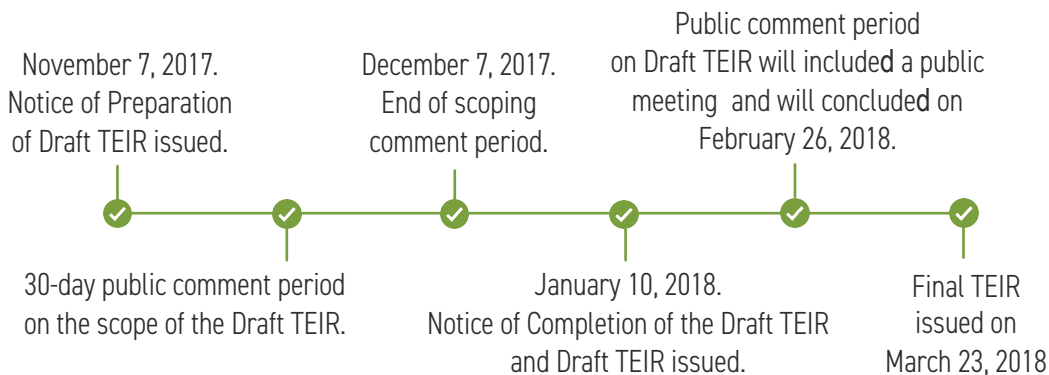 November 7, 2017.
Notice of Preparation
of Draft TEIR issued.
30-day public comment period
on the scope of the Draft TEIR.
December 7, 2017.
End of scoping
comment period.
January 10, 2018.
Notice of Completion of the Draft TEIR
and Draft TEIR issued.
Public comment period
on Draft TEIR will included a public
meeting and will concluded on
February 26, 2018.
Final TEIR
issued on
March 23, 2018